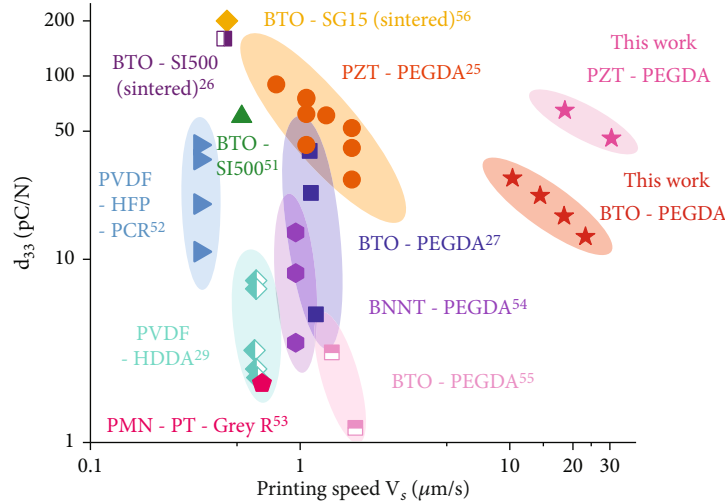 200
100
50
10
1
d₃₃ (pC/N)
BTO - SG15 (sintered)⁵⁶
BTO - SI500
(sintered)²⁶
PZT - PEGDA²⁵
This work
PZT - PEGDA
BTO -
SI500⁵¹
PVDF
- HFP
- PCR⁵²
This work
BTO - PEGDA
BTO - PEGDA²⁷
BNNT - PEGDA⁵⁴
PVDF
- HDDA²⁹
BTO - PEGDA⁵⁵
PMN - PT - Grey R⁵³
0.1
1
10
20
30
Printing speed Vₛ (μm/s)